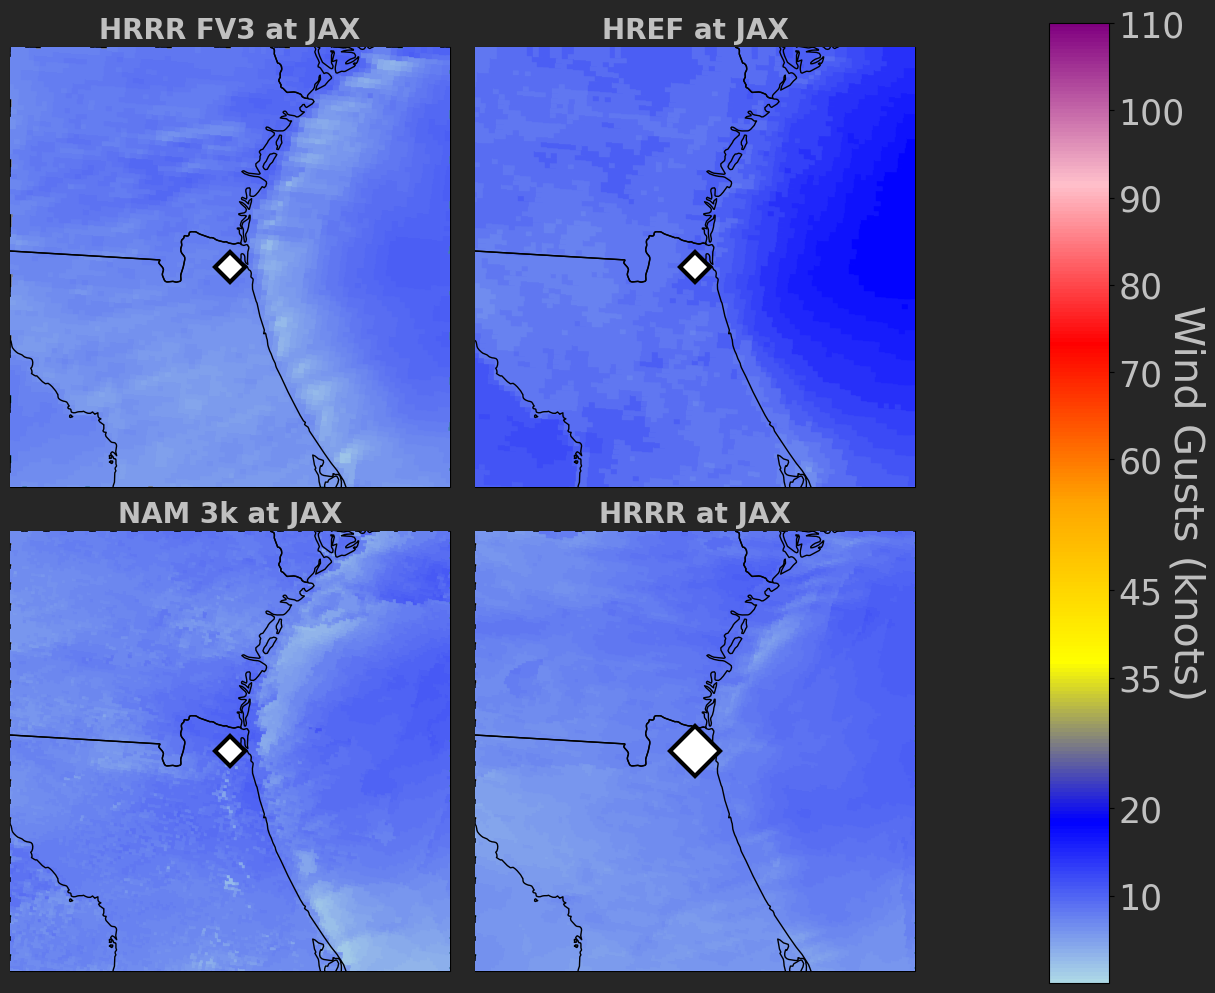 HRRR FV3 at JAX
HREF at JAX
NAM 3k at JAX
HRRR at JAX
110
100
90
80
70
60
45
35
20
10
Wind Gusts (knots)